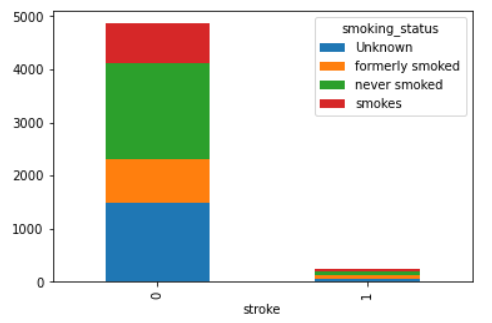 5000
4000
3000
2000
1000
0
smoking_status
Unknown
formerly smoked
never smoked
smokes
0
1
stroke